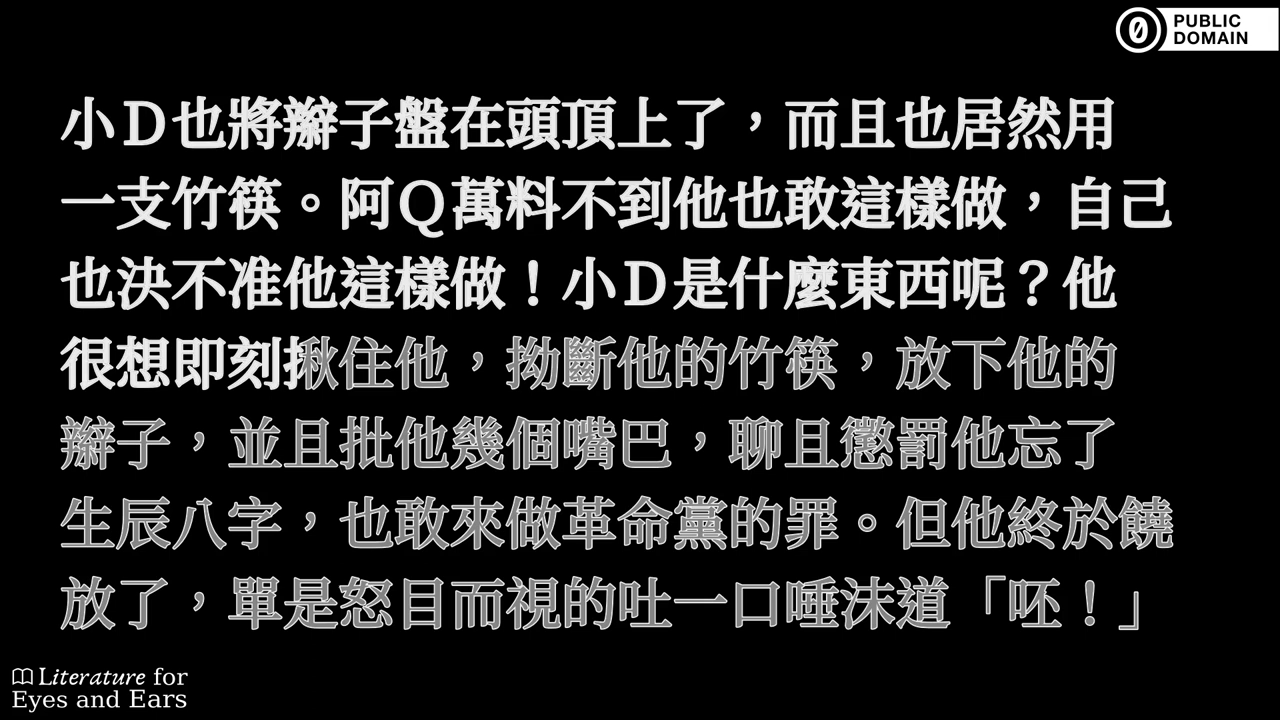 PUBLIC
DOMAIN
小D也將辮子盤在頭頂上了，而且也居然用
一支竹筷。阿Q萬料不到他也敢這樣做，自己
也決不准他這樣做！小D是什麼東西呢？他
很想即刻揪住他，拗斷他的竹筷，放下他的
辮子，並且批他幾個嘴巴，聊且懲罰他忘了
生辰八字，也敢來做革命黨的罪。但他終於饒
放了，單是怒目而視的吐一口唾沫道「呸！」
Literature for
Eyes and Ears